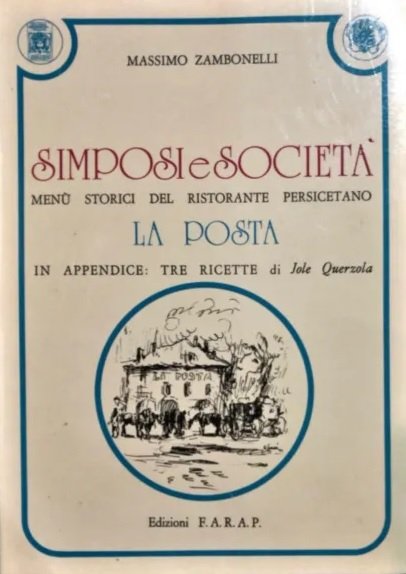 MASSIMO ZAMBONELLI
SIMPOSI e SOCIETÀ
MENÙ STORICI DEL RISTORANTE PERSICETANO
LA POSTA
IN APPENDICE: TRE RICETTE di Jole Querzola
LA POSTA
Edizioni F.A.R.A.P.